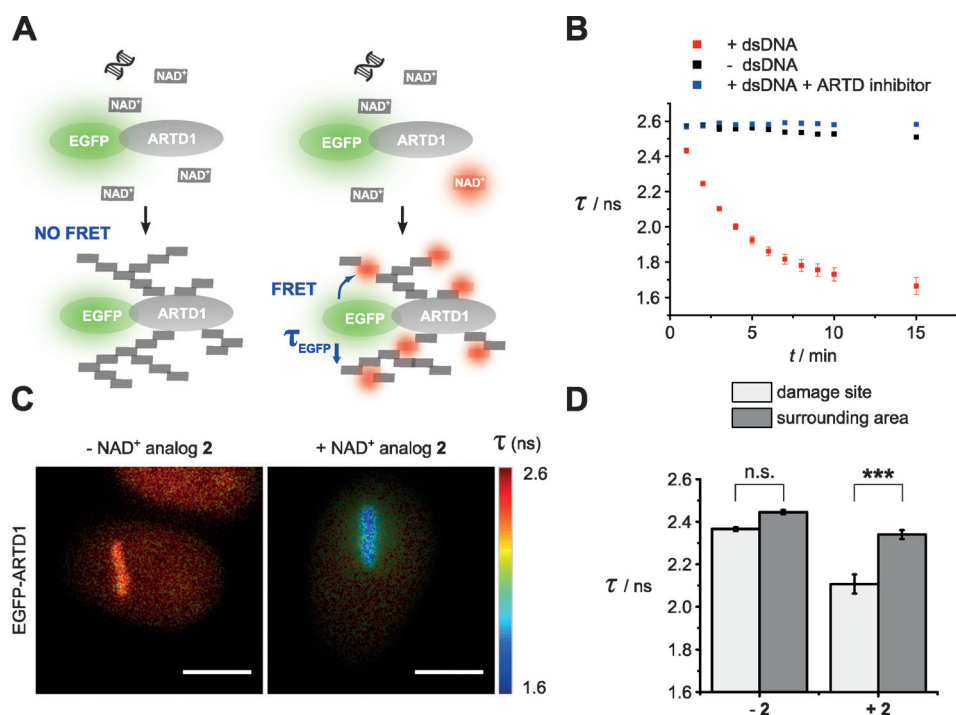 A
NAD+
NAD+
EGFP
ARTD1
NAD+
NAD+
NO FRET
EGFP
ARTD1
NAD+
NAD+
EGFP
ARTD1
NAD+
NAD+
FRET
EGFP
ARTD1
τEGFP
B
+ dsDNA
- dsDNA
+ dsDNA + ARTD inhibitor
τ / ns
2.6
2.4
2.2
2.0
1.8
1.6
0 5 10 15
t / min
C
- NAD+ analog 2
+ NAD+ analog 2
τ (ns)
2.6
1.6
EGFP-ARTD1
D
damage site
surrounding area
n.s.
***
τ / ns
2.6
2.4
2.2
2.0
1.8
1.6
- 2
+ 2